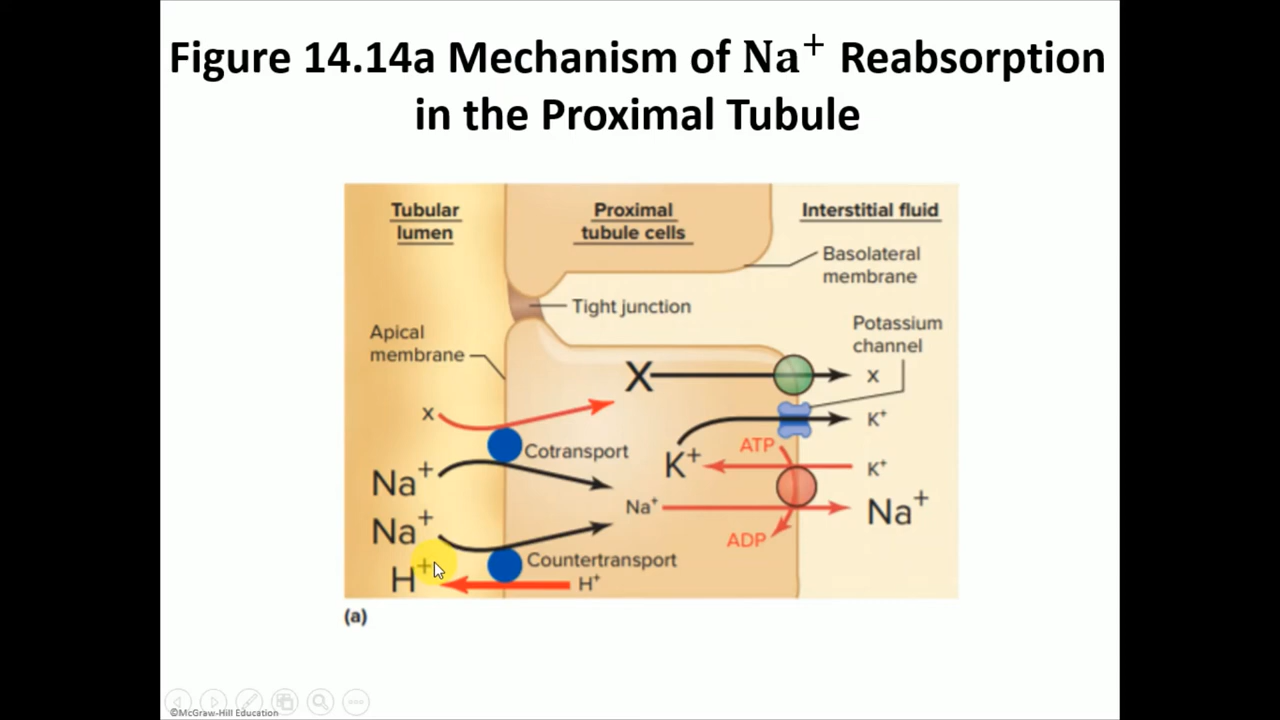 Figure 14.14a Mechanism of Na⁺ Reabsorption
in the Proximal Tubule
Tubular
lumen
Proximal
tubule cells
Interstitial fluid
Basolateral
membrane
Tight junction
Potassium
channel
Apical
membrane
X
x
x
K⁺
ATP
Cotransport
K⁺
K⁺
Na⁺
Na⁺
Na⁺
Na⁺
ADP
Countertransport
H⁺
H⁺
(a)
©McGraw-Hill Education